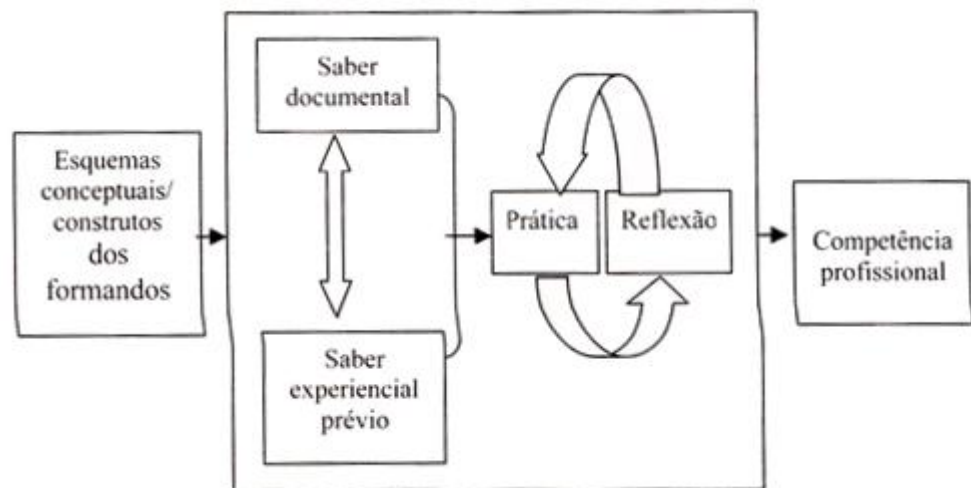 Esquemas
conceptuais/
construtos
dos
formandos
Saber
documental
Saber
experiencial
prévio
Prática
Reflexão
Competência
profissional